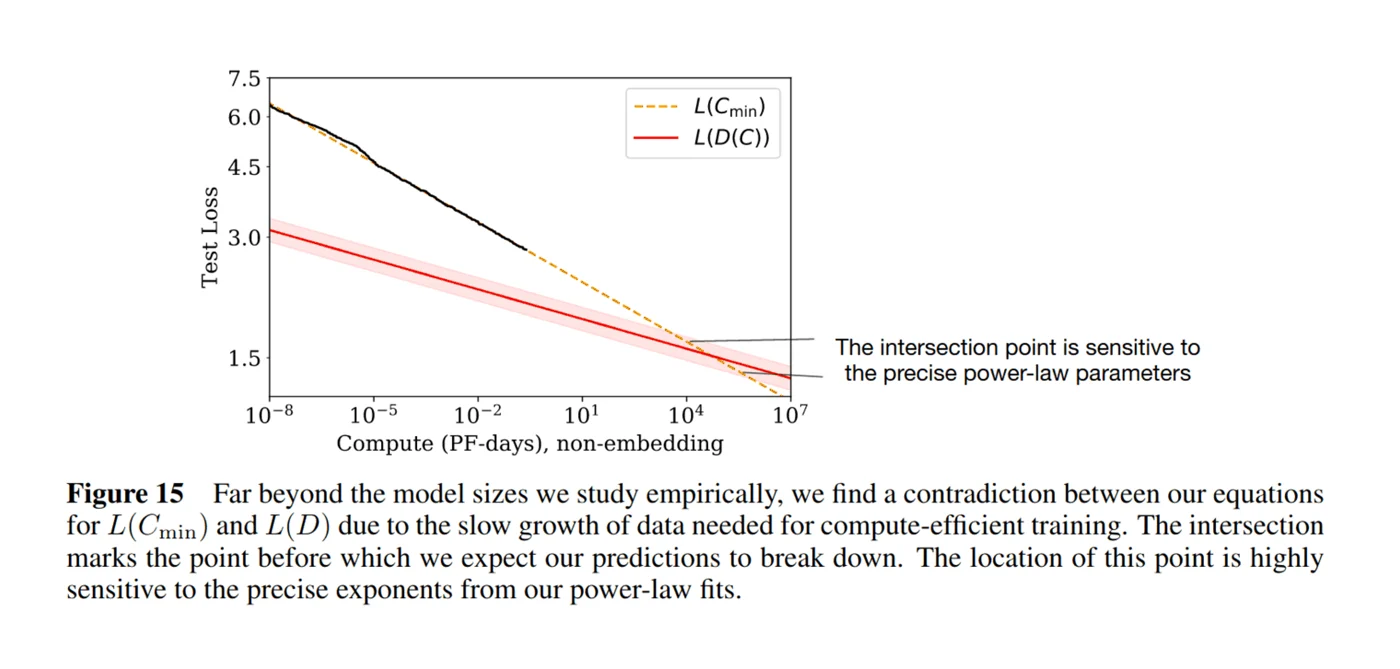 7.5
6.0
4.5
3.0
1.5
Test Loss
L(Cmin)
L(D(C))
10⁻⁸ 10⁻⁵ 10⁻² 10¹ 10⁴ 10⁷
Compute (PF-days), non-embedding
The intersection point is sensitive to
the precise power-law parameters
Figure 15 Far beyond the model sizes we study empirically, we find a contradiction between our equations
for L(Cmin) and L(D) due to the slow growth of data needed for compute-efficient training. The intersection
marks the point before which we expect our predictions to break down. The location of this point is highly
sensitive to the precise exponents from our power-law fits.